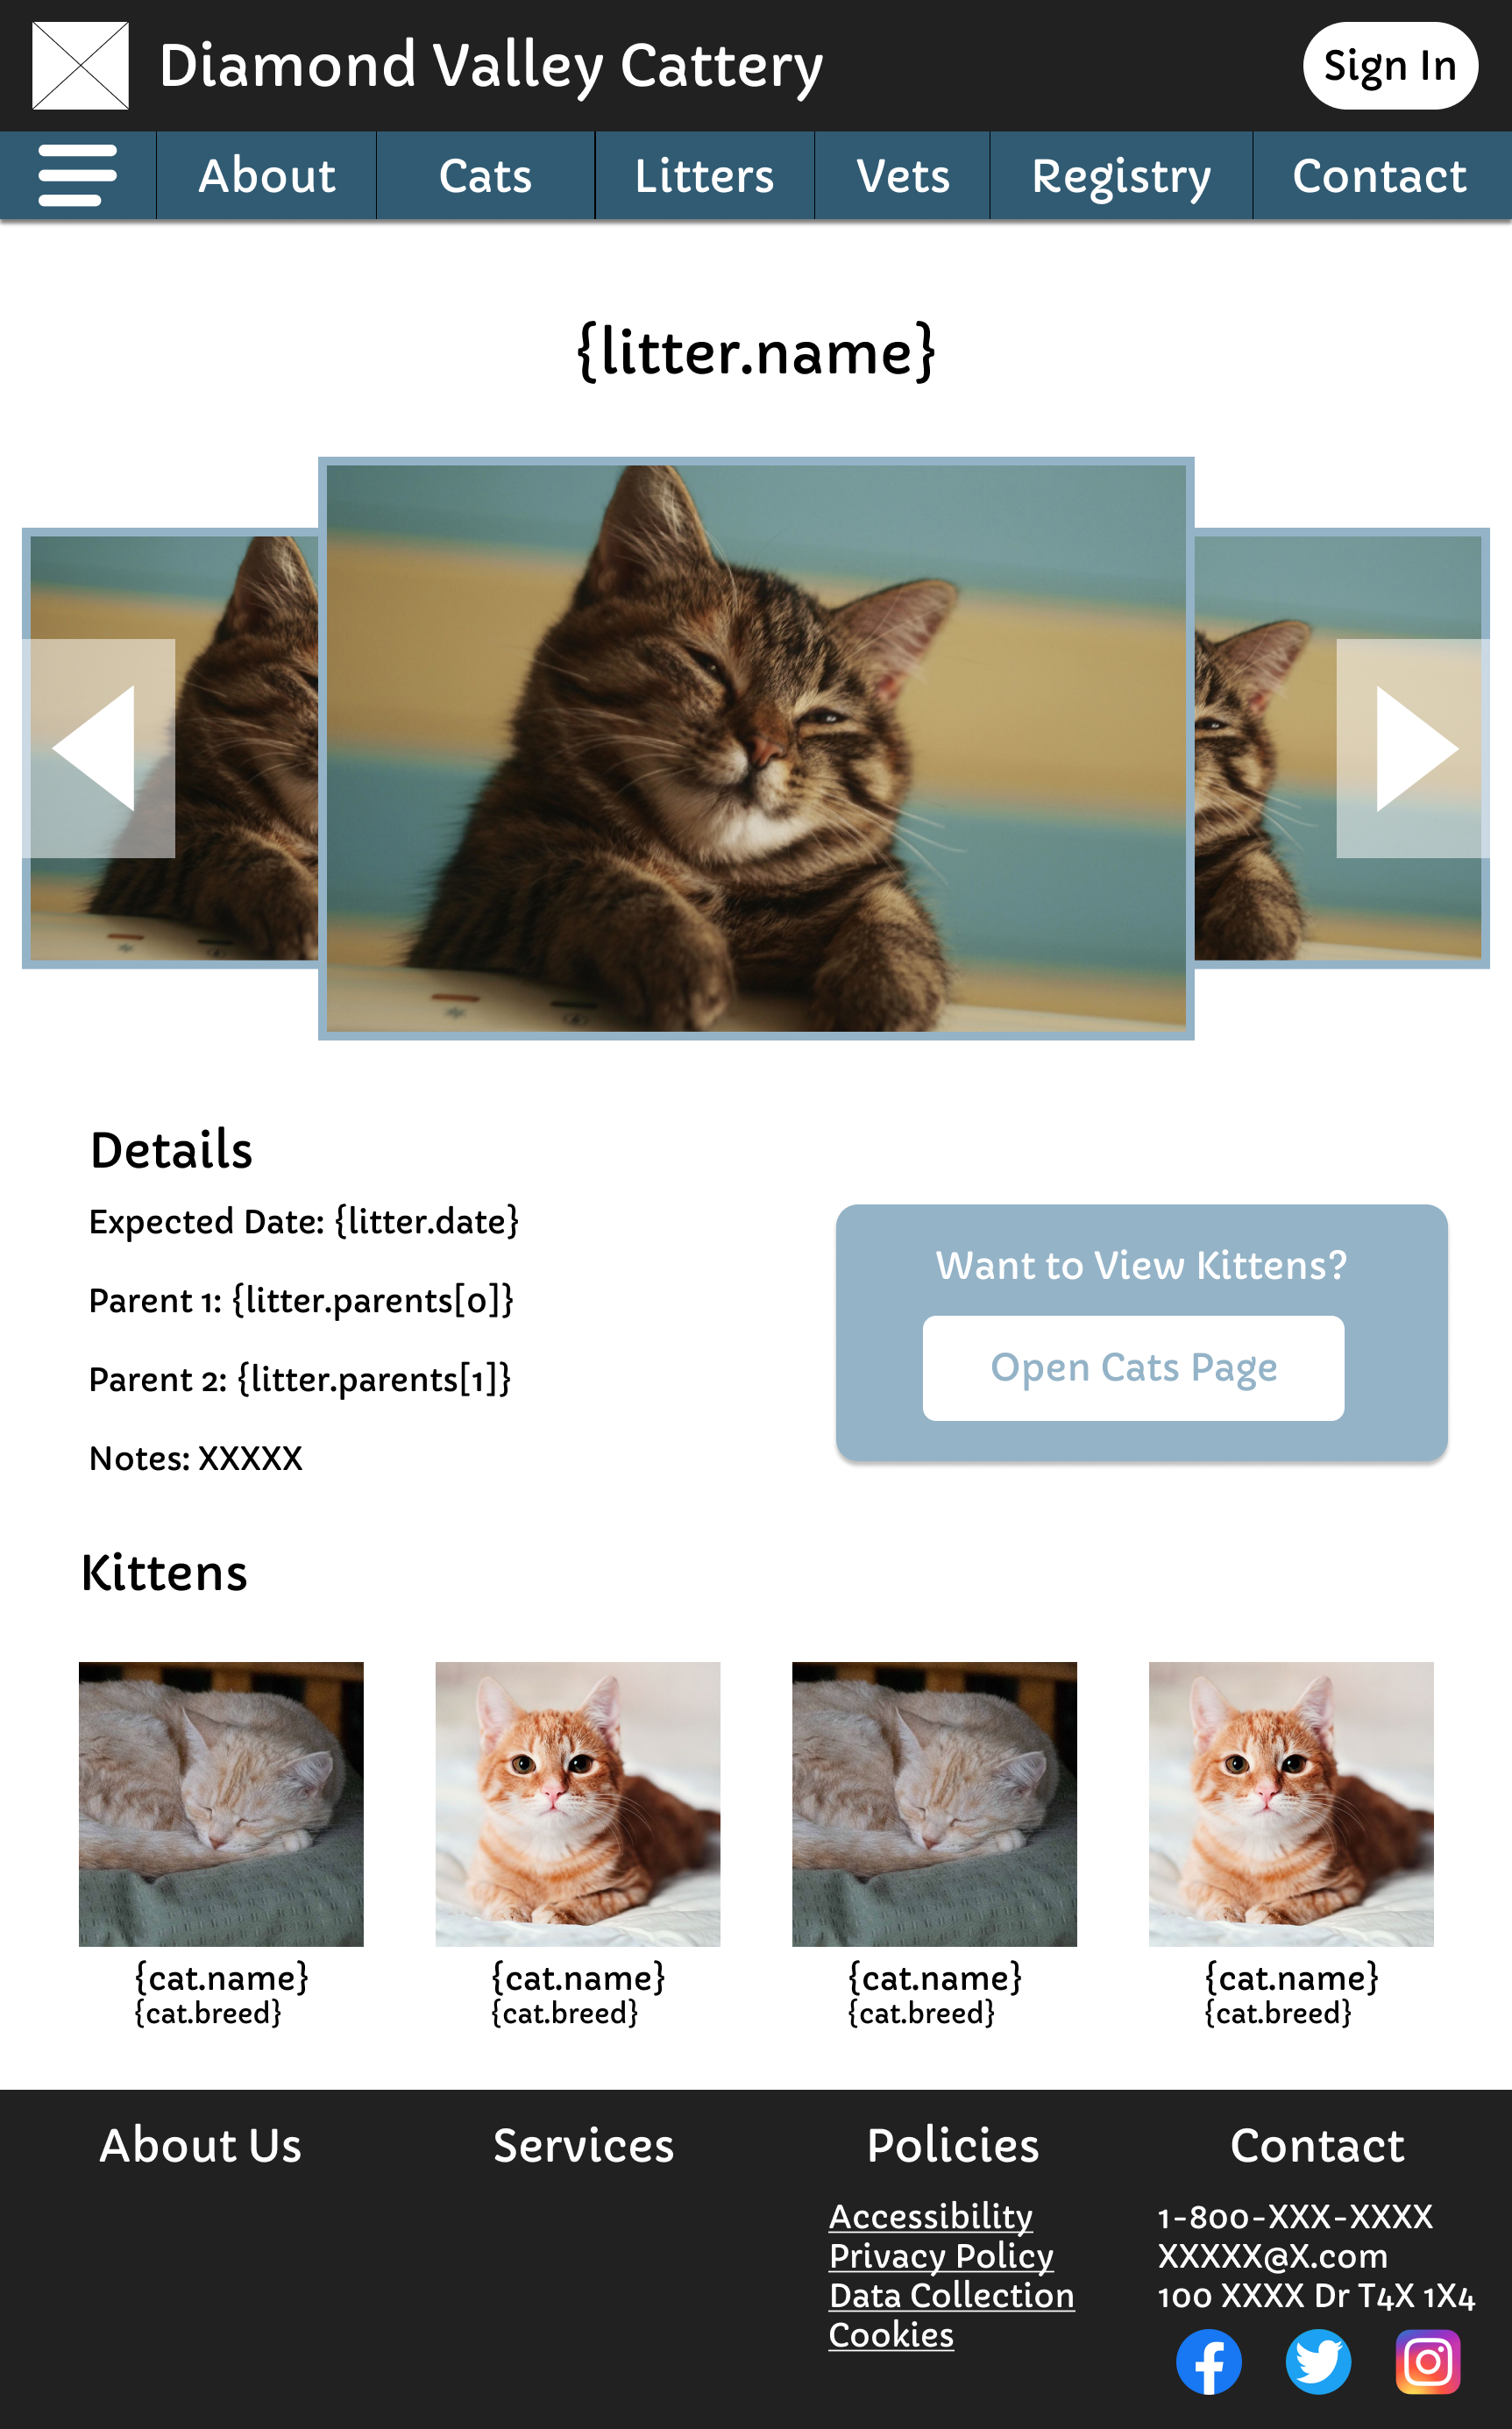 Diamond Valley Cattery
Sign In
About
Cats
Litters
Vets
Registry
Contact
{litter.name}
Details
Expected Date: {litter.date}
Parent 1: {litter.parents[0]}
Parent 2: {litter.parents[1]}
Notes: XXXXX
Want to View Kittens?
Open Cats Page
Kittens
{cat.name}
{cat.breed}
{cat.name}
{cat.breed}
{cat.name}
{cat.breed}
{cat.name}
{cat.breed}
About Us
Services
Policies
Accessibility
Privacy Policy
Data Collection
Cookies
Contact
1-800-XXX-XXXX
XXXXX@X.com
100 XXXX Dr T4X 1X4